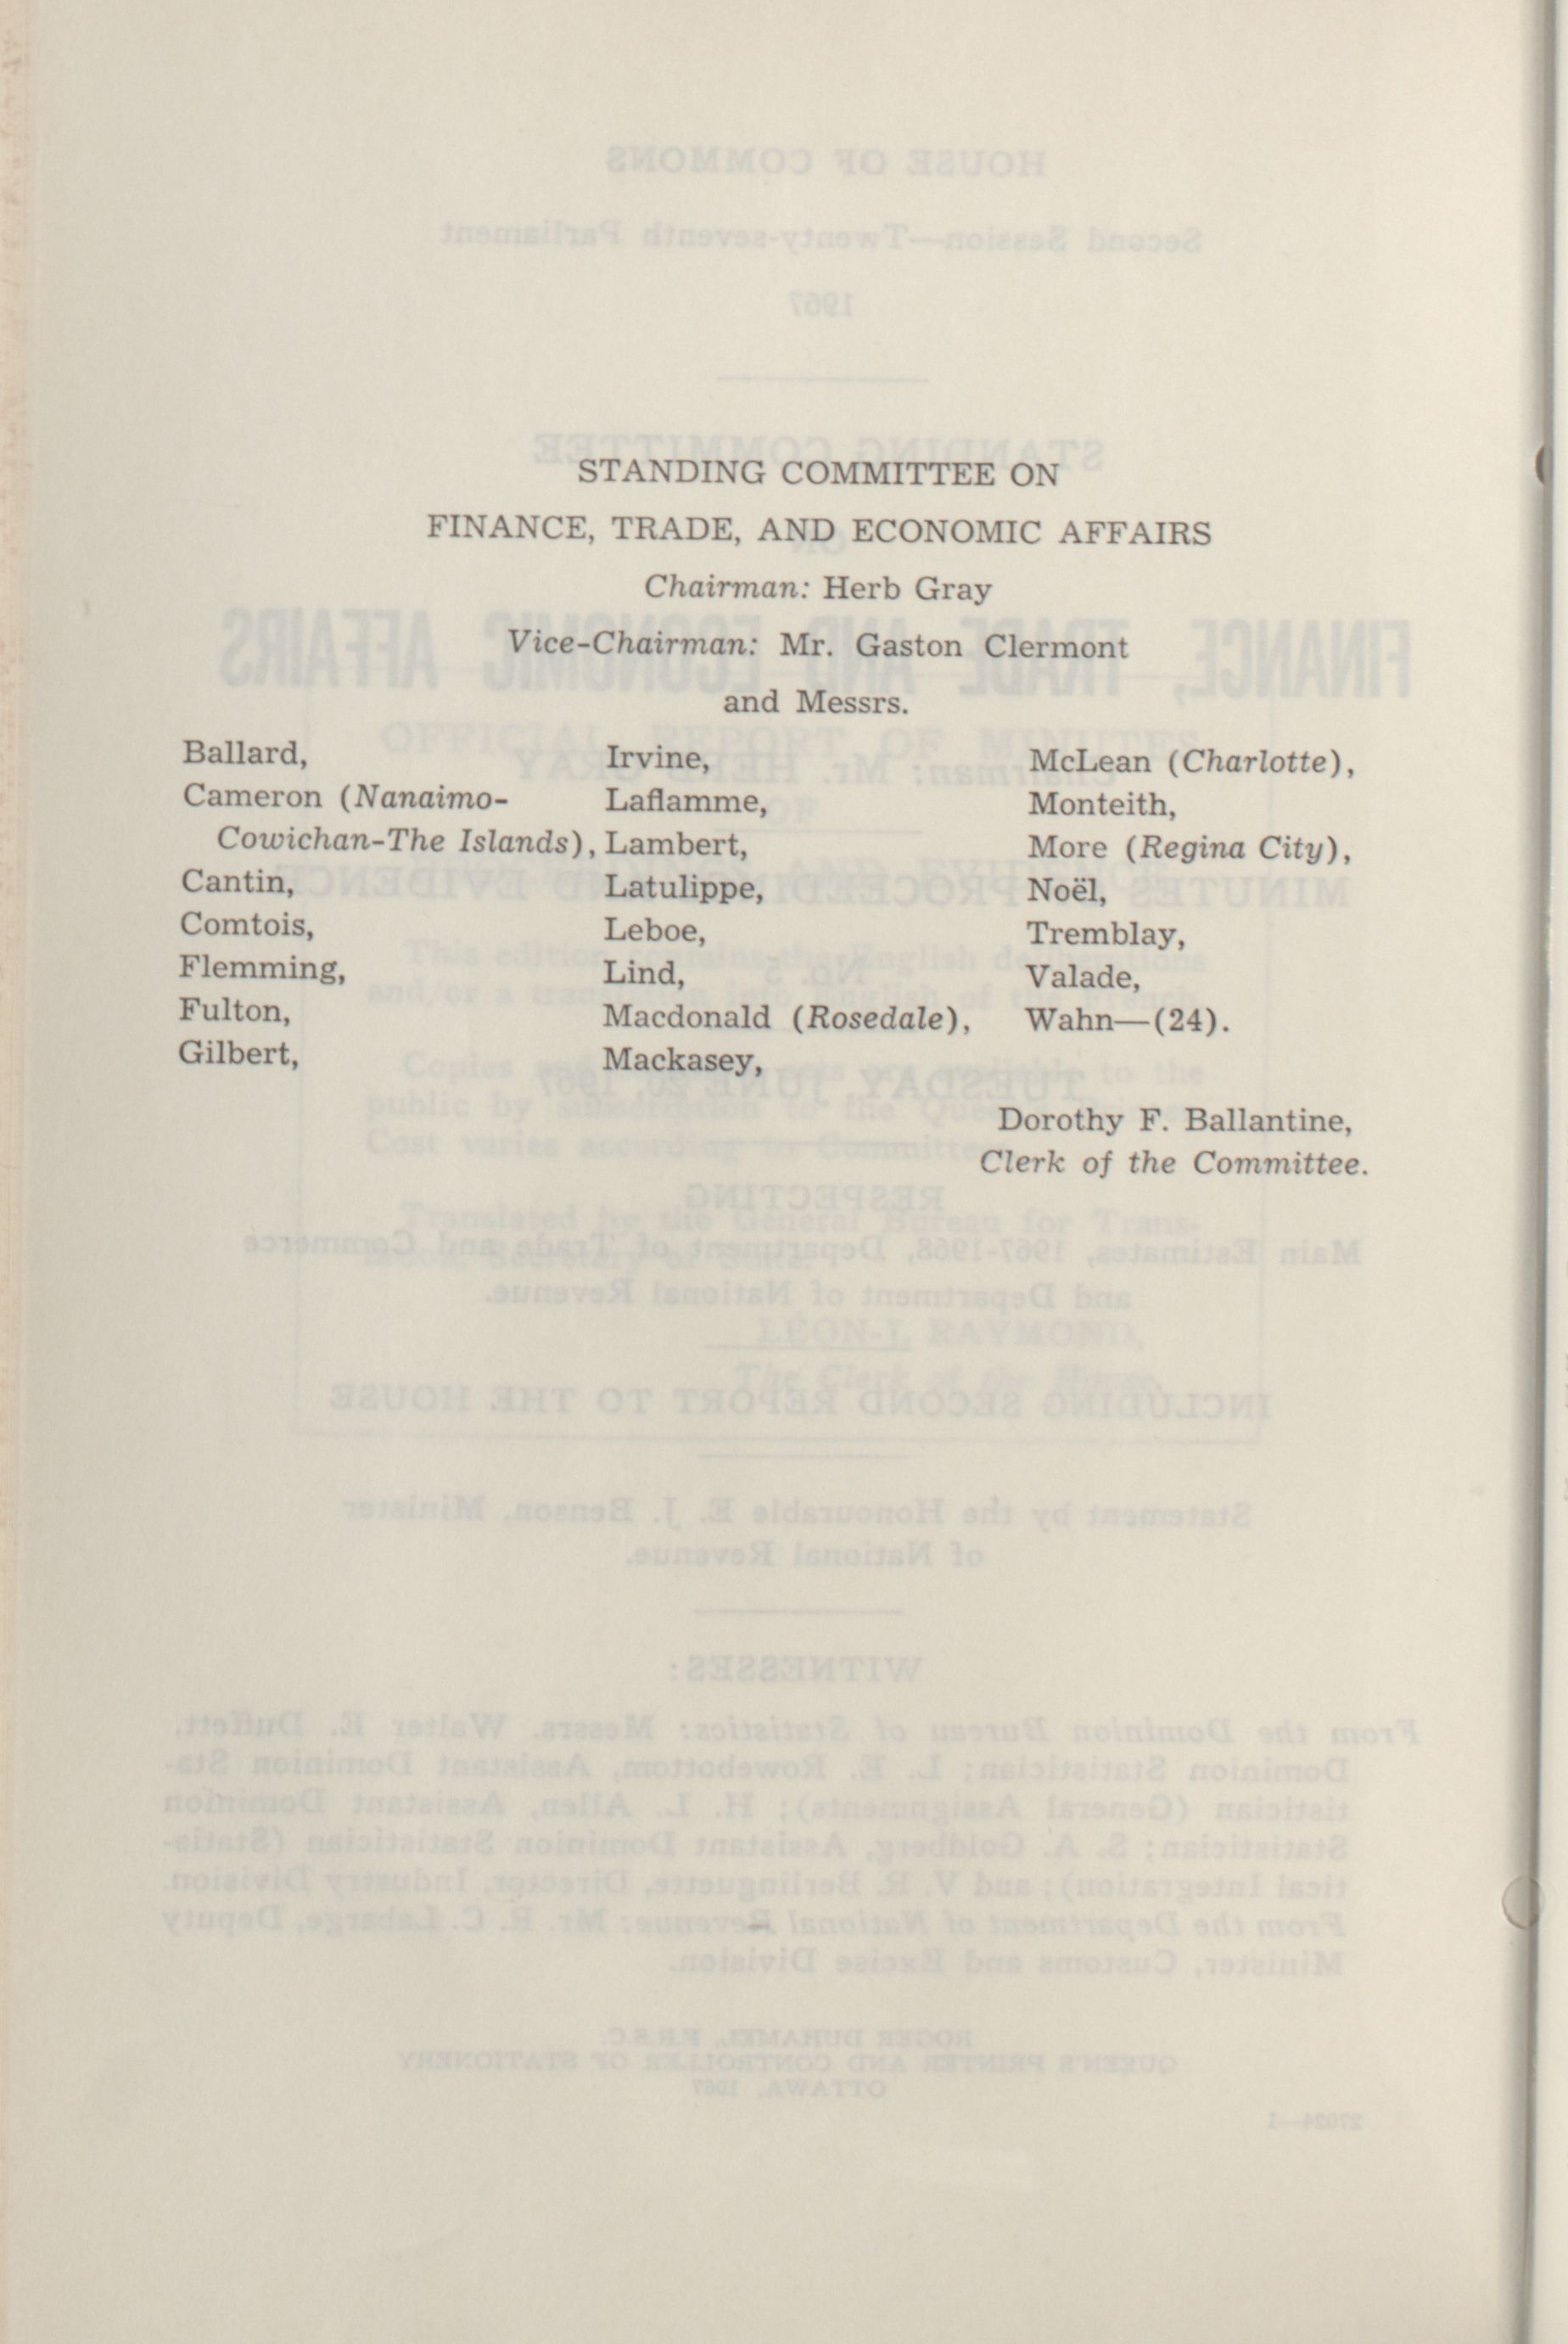 STANDING COMMITTEE ON
FINANCE, TRADE, AND ECONOMIC AFFAIRS
Chairman: Herb Gray
Vice-Chairman: Mr. Gaston Clermont
and Messrs.
Ballard,
Cameron (Nanaimo-
Cowichan-The Islands),
Cantin,
Comtois,
Flemming,
Fulton,
Gilbert,
Irvine,
Laflamme,
Lambert,
Latulippe,
Leboe,
Lind,
Macdonald (Rosedale),
Mackasey,
McLean (Charlotte),
Monteith,
More (Regina City),
Noël,
Tremblay,
Valade,
Wahn—(24).
Dorothy F. Ballantine,
Clerk of the Committee.